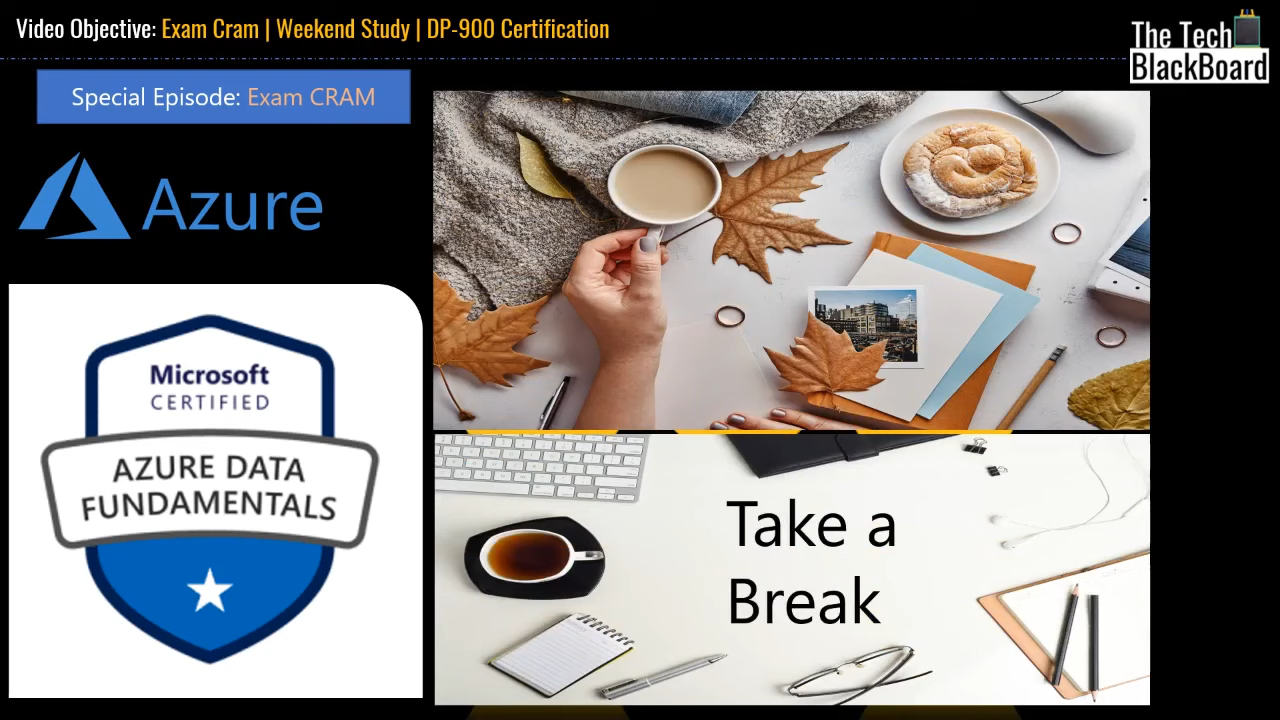 Video Objective: Exam Cram | Weekend Study | DP-900 Certification
The Tech
BlackBoard
Special Episode: Exam CRAM
Azure
Microsoft
CERTIFIED
AZURE DATA
FUNDAMENTALS
Take a
Break